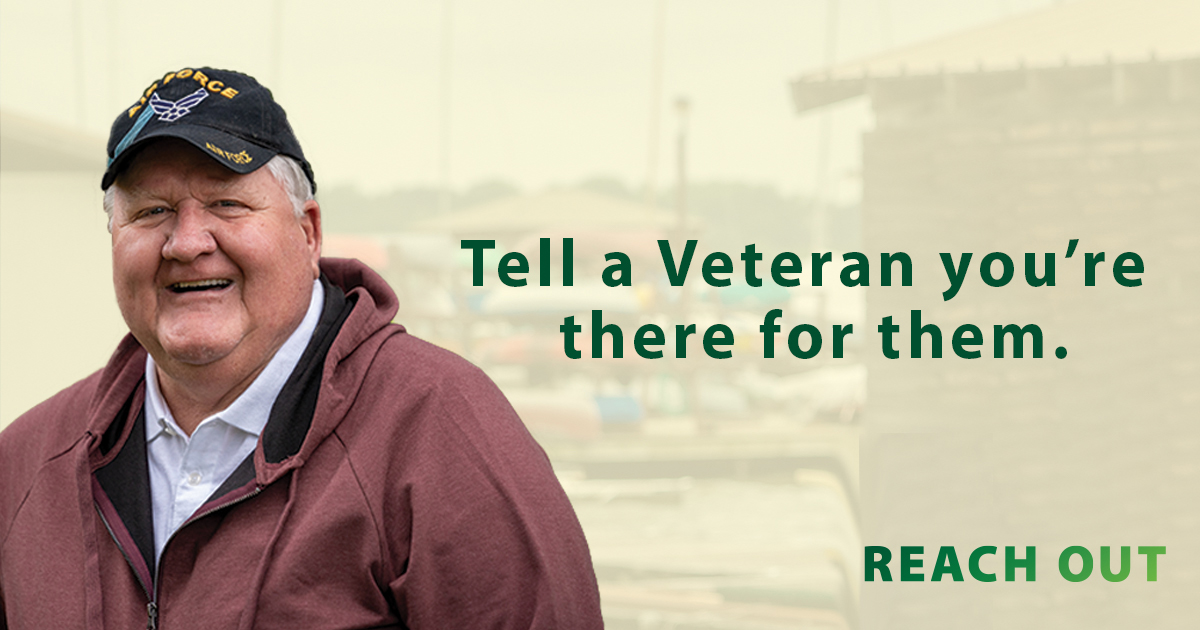 AIR FORCE
AIR FORCE
Tell a Veteran you’re
there for them.
REACH OUT